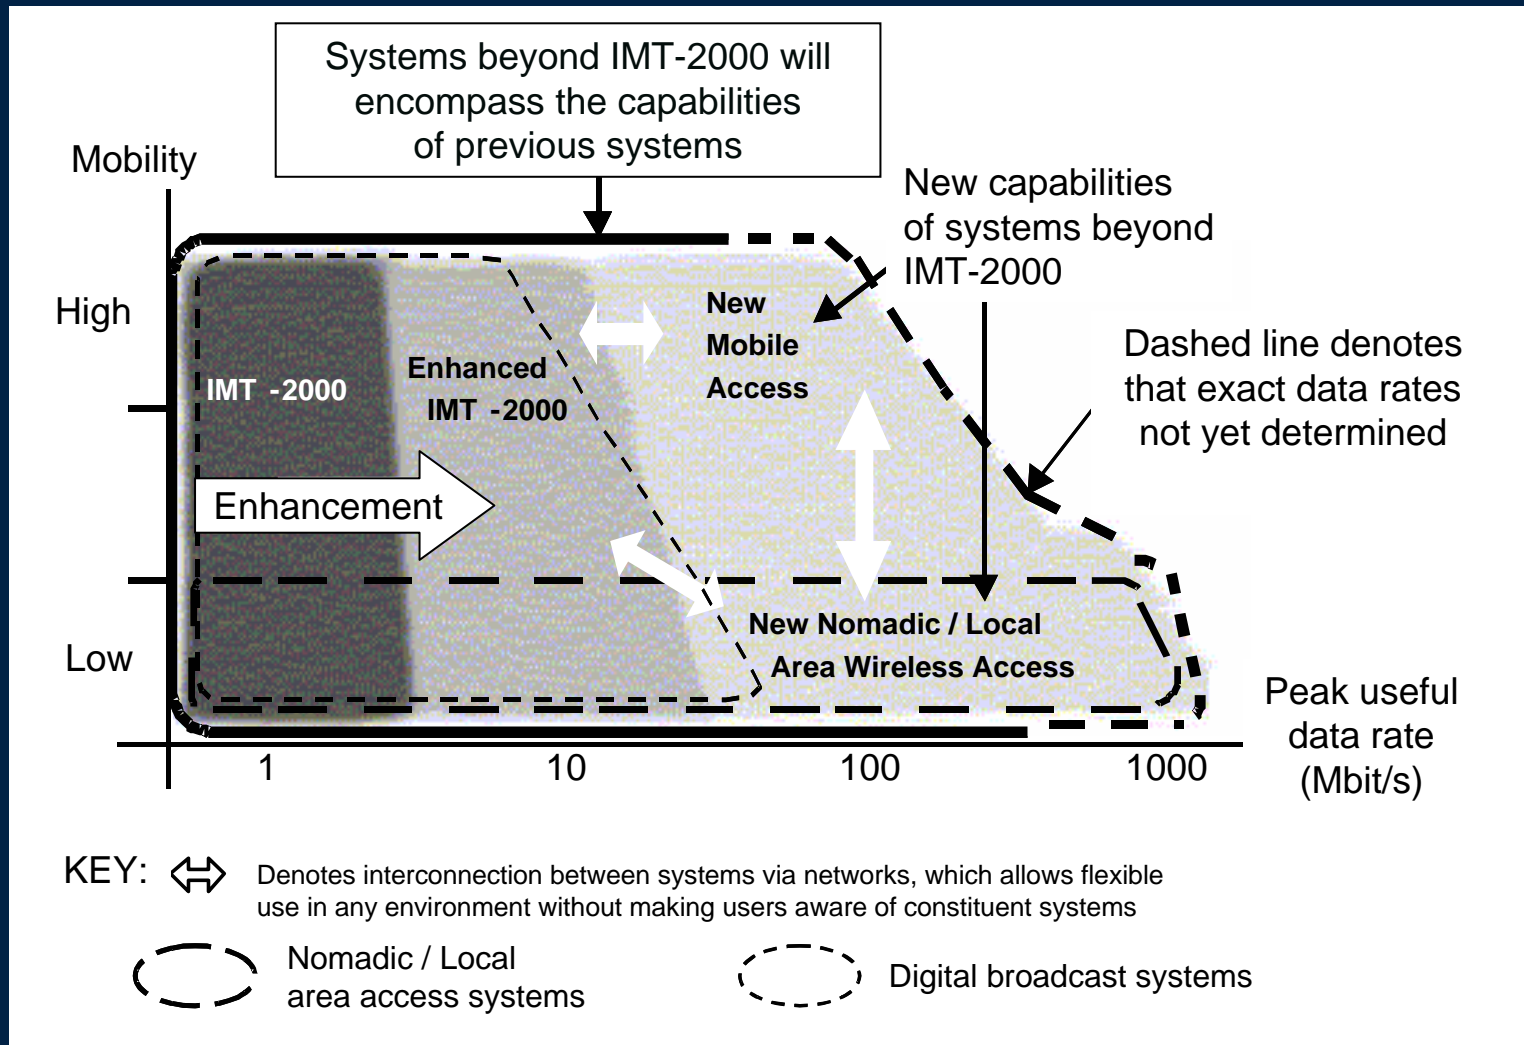 Systems beyond IMT-2000 will
encompass the capabilities
of previous systems
Mobility
New capabilities
of systems beyond
IMT-2000
High
New
Mobile
Access
Dashed line denotes
that exact data rates
not yet determined
IMT -2000
Enhanced
IMT -2000
Enhancement
Low
New Nomadic / Local
Area Wireless Access
Peak useful
data rate
(Mbit/s)
1 10 100 1000
KEY:
Denotes interconnection between systems via networks, which allows flexible
use in any environment without making users aware of constituent systems
Nomadic / Local
area access systems
Digital broadcast systems